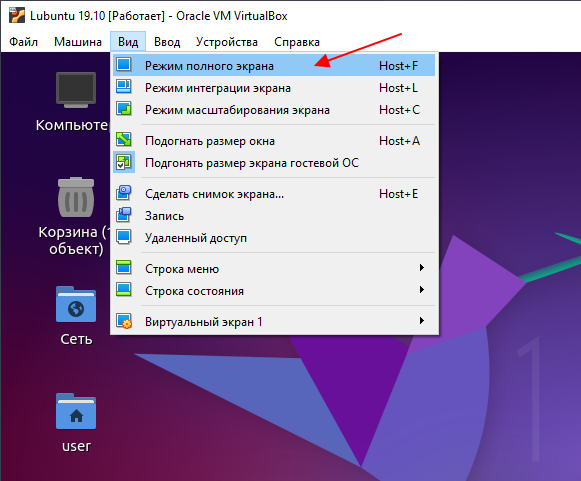 Lubuntu 19.10 [Работает] - Oracle VM VirtualBox
Файл Машина Вид Ввод Устройства Справка
Режим полного экрана Host+F
Режим интеграции экрана Host+L
Режим масштабирования экрана Host+C
Подогнать размер окна Host+A
Подгонять размер экрана гостевой ОС
Сделать снимок экрана... Host+E
Запись
Удаленный доступ
Строка меню
Строка состояния
Виртуальный экран 1
Компьютер
Корзина (1
объект)
Сеть
user
1